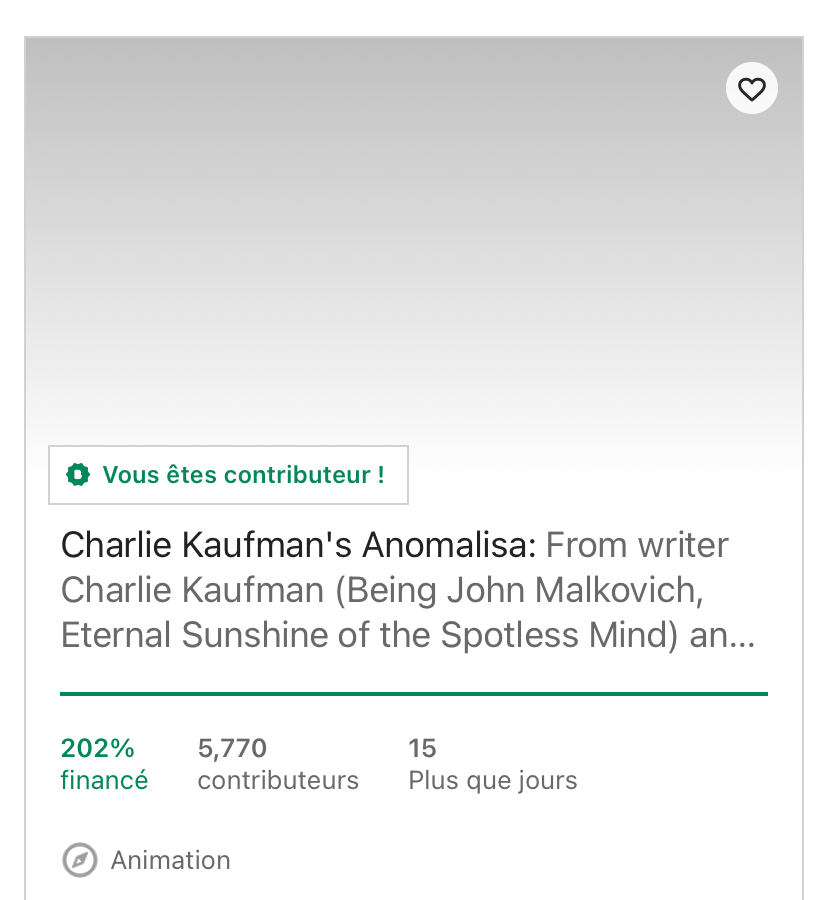 Vous êtes contributeur !
Charlie Kaufman's Anomalisa: From writer
Charlie Kaufman (Being John Malkovich,
Eternal Sunshine of the Spotless Mind) an...
202% 5,770 15
financé contributeurs Plus que jours
Animation